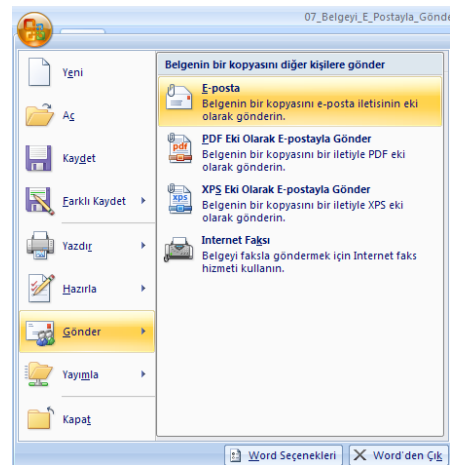 07_Belgeyi_E_Postayla_Gönde
Yeni
Aç
Kaydet
Farklı Kaydet
Yazdır
Hazırla
Gönder
Yayımla
Kapat
Belgenin bir kopyasını diğer kişilere gönder
E-posta
Belgenin bir kopyasını e-posta iletisinin eki
olarak gönderin.
PDF Eki Olarak E-postayla Gönder
Belgenin bir kopyasını bir iletiyle PDF eki
olarak gönderin.
XPS Eki Olarak E-postayla Gönder
Belgenin bir kopyasını bir iletiyle XPS eki
olarak gönderin.
Internet Faksı
Belgeyi faksla göndermek için Internet faks
hizmeti kullanın.
Word Seçenekleri
Word'den Çık